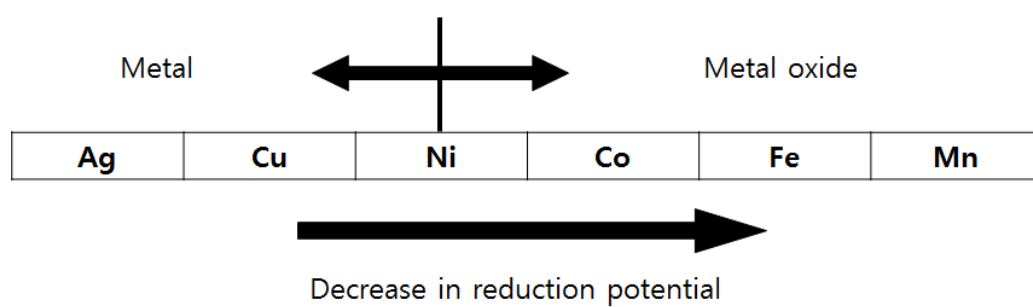 Metal Metal oxide
Ag Cu Ni Co Fe Mn
Decrease in reduction potential